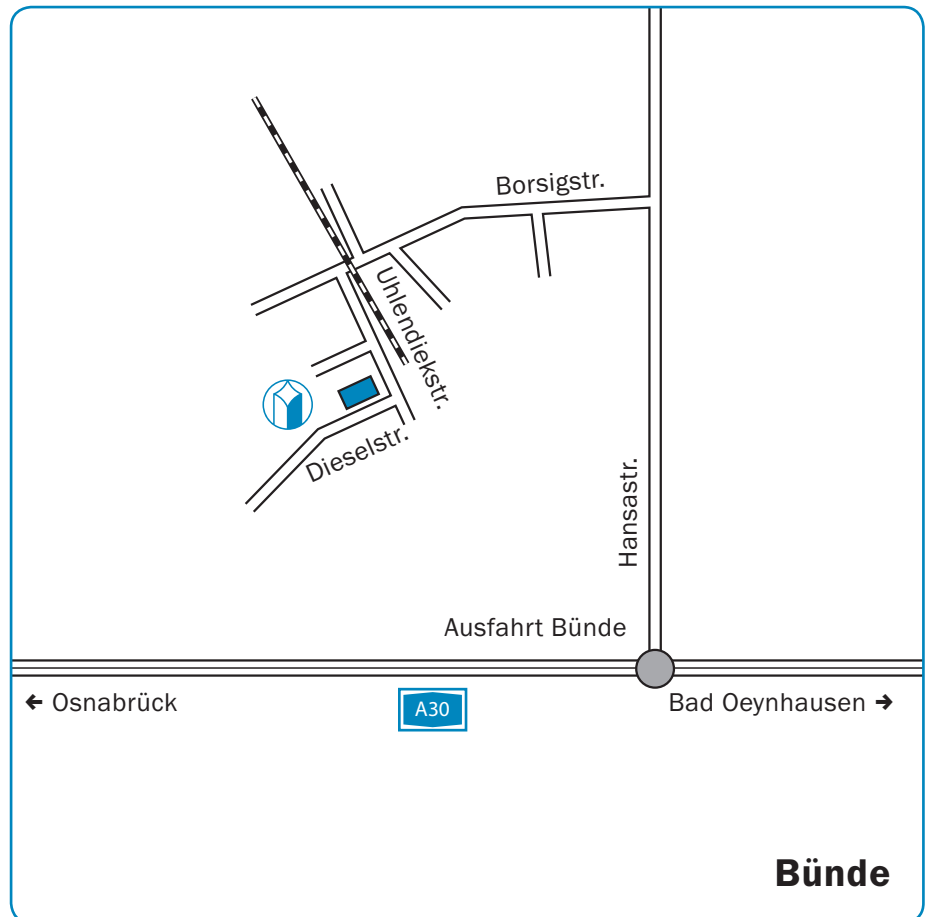 Borsigstr.
Uhlendiekstr.
Dieselstr.
Hansastr.
Ausfahrt Bünde
← Osnabrück
A30
Bad Oeynhausen →
Bünde